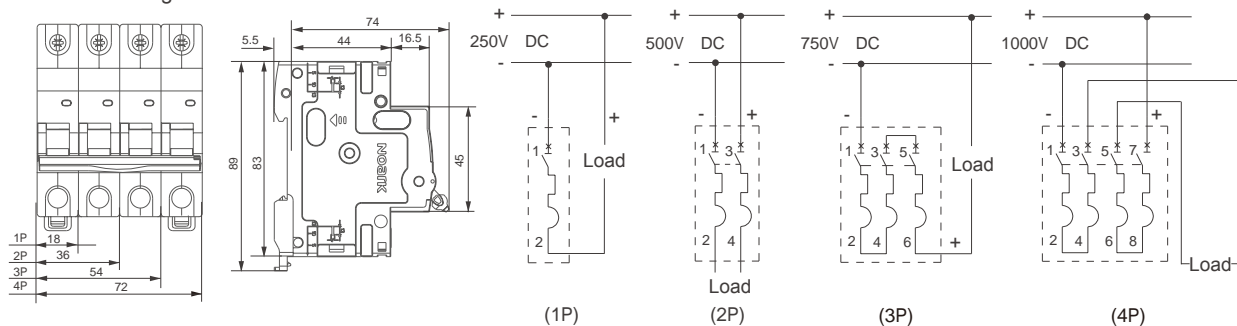 1P
18
2P
36
3P
54
4P
72
74
5.5
44
16.5
89
83
45
NOARK
+
250V DC
-
-
+
1
Load
2
(1P)
+
500V DC
-
-
+
1
3
2
4
Load
(2P)
+
750V DC
-
-
1
3
5
Load
2
4
6
+
(3P)
+
1000V DC
-
-
+
1
3
5
7
2
4
6
8
Load
(4P)